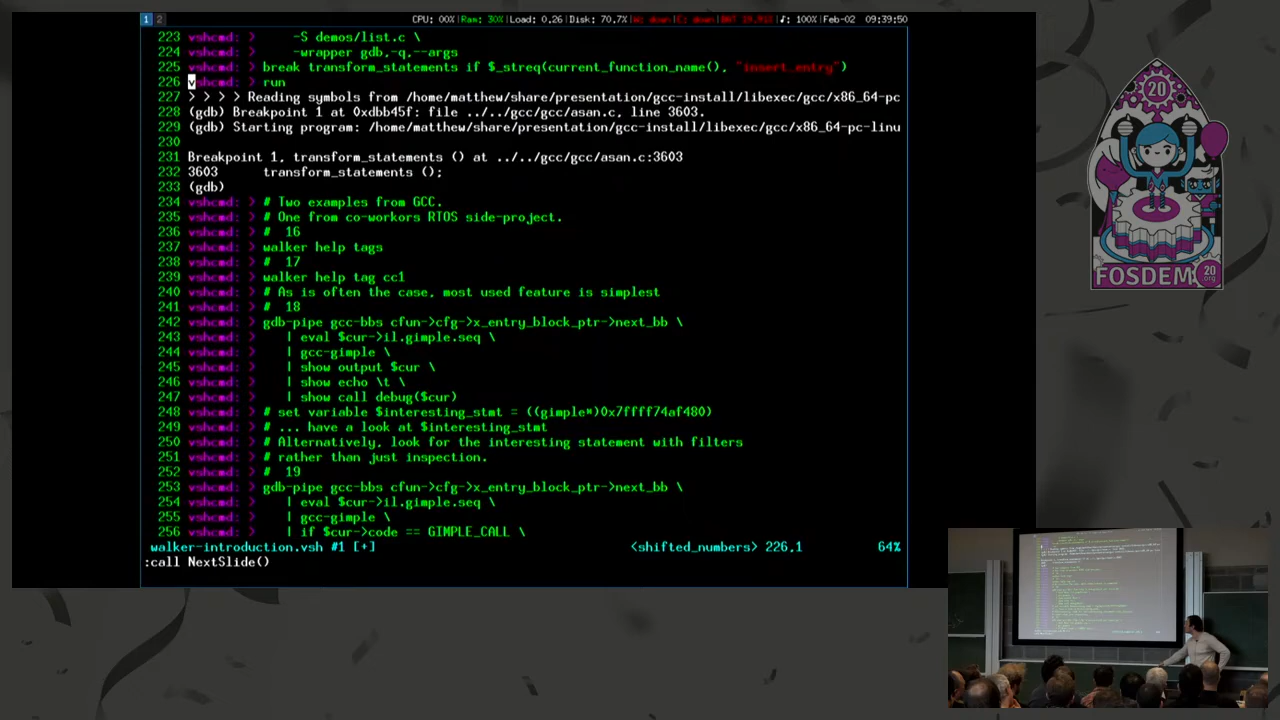 1 2
CPU: 00% Ram: 30% Load: 0.26 Disk: 70.7% W: down E: down ♪: 100% Feb-02 09:39:50
223 vshcmd: > -S demos/list.c \
224 vshcmd: > -wrapper gdb,-q,--args
225 vshcmd: > break transform_statements if $_streq(current_function_name(), "insert_entry")
226 vshcmd: > run
227 > > > > Reading symbols from /home/matthew/share/presentation/gcc-install/libexec/gcc/x86_64-pc
228 (gdb) Breakpoint 1 at 0xdbb45f: file ../../gcc/gcc/asan.c, line 3603.
229 (gdb) Starting program: /home/matthew/share/presentation/gcc-install/libexec/gcc/x86_64-pc-linu
230
231 Breakpoint 1, transform_statements () at ../../gcc/gcc/asan.c:3603
232 3603 transform_statements ();
233 (gdb)
234 vshcmd: > # Two examples from GCC.
235 vshcmd: > # One from co-workers RTOS side-project.
236 vshcmd: > # 16
237 vshcmd: > walker help tags
238 vshcmd: > # 17
239 vshcmd: > walker help tag cc1
240 vshcmd: > # As is often the case, most used feature is simplest
241 vshcmd: > # 18
242 vshcmd: > gdb-pipe gcc-bbs cfun->cfg->x_entry_block_ptr->next_bb \
243 vshcmd: > | eval $cur->il.gimple.seq \
244 vshcmd: > | gcc-gimple \
245 vshcmd: > | show output $cur \
246 vshcmd: > | show echo \t \
247 vshcmd: > | show call debug($cur)
248 vshcmd: > # set variable $interesting_stmt = ((gimple*)0x7ffff74af480)
249 vshcmd: > # ... have a look at $interesting_stmt
250 vshcmd: > # Alternatively, look for the interesting statement with filters
251 vshcmd: > # rather than just inspection.
252 vshcmd: > # 19
253 vshcmd: > gdb-pipe gcc-bbs cfun->cfg->x_entry_block_ptr->next_bb \
254 vshcmd: > | eval $cur->il.gimple.seq \
255 vshcmd: > | gcc-gimple \
256 vshcmd: > | if $cur->code == GIMPLE_CALL \
walker-introduction.vsh #1 [+] <shifted_numbers> 226,1 64%
:call NextSlide()
20
FOSDEM 20 .org